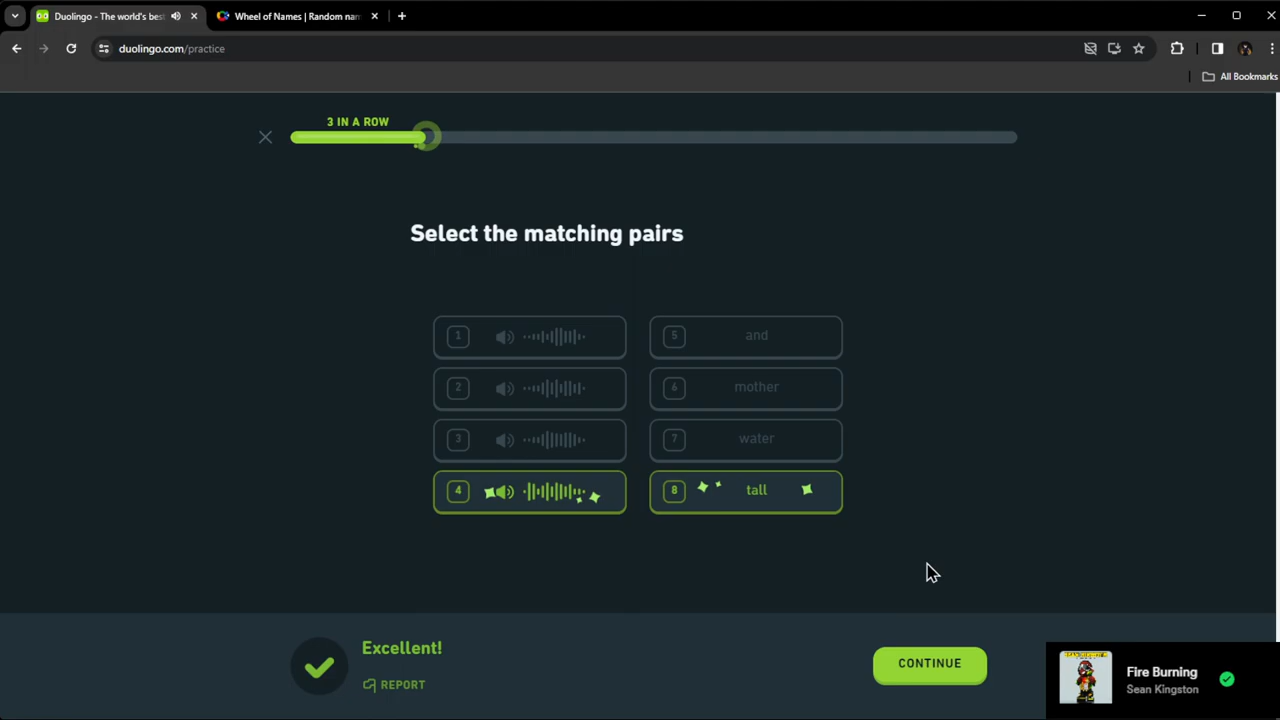 Duolingo - The world's best
Wheel of Names | Random nam
duolingo.com/practice
All Bookmarks
3 IN A ROW
Select the matching pairs
1
5 and
2
6 mother
3
7 water
4
8 tall
Excellent!
REPORT
CONTINUE
Fire Burning
Sean Kingston